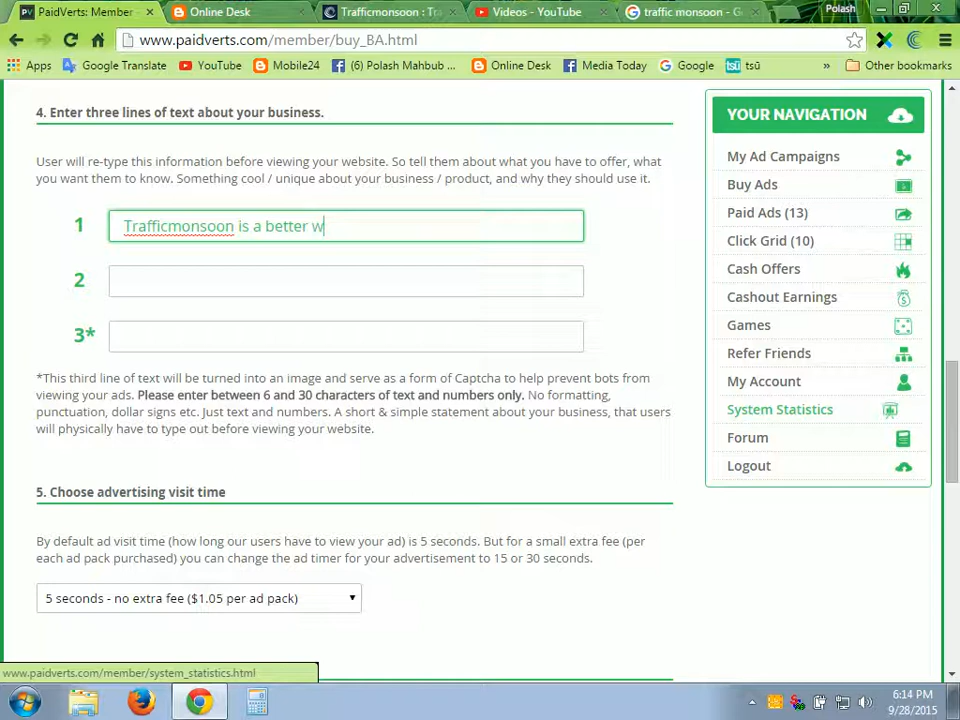 PaidVerts: Member
Online Desk
Trafficmonsoon : Tra
Videos - YouTube
traffic monsoon - G
Polash
www.paidverts.com/member/buy_BA.html
Apps
Google Translate
YouTube
Mobile24
(6) Polash Mahbub ...
Online Desk
Media Today
Google
tsū
»
Other bookmarks
4. Enter three lines of text about your business.
User will re-type this information before viewing your website. So tell them about what you have to offer, what
you want them to know. Something cool / unique about your business / product, and why they should use it.
1
Trafficmonsoon is a better w
2
3*
*This third line of text will be turned into an image and serve as a form of Captcha to help prevent bots from
viewing your ads. Please enter between 6 and 30 characters of text and numbers only. No formatting,
punctuation, dollar signs etc. Just text and numbers. A short & simple statement about your business, that users
will physically have to type out before viewing your website.
5. Choose advertising visit time
By default ad visit time (how long our users have to view your ad) is 5 seconds. But for a small extra fee (per
each ad pack purchased) you can change the ad timer for your advertisement to 15 or 30 seconds.
5 seconds - no extra fee ($1.05 per ad pack)
YOUR NAVIGATION
My Ad Campaigns
Buy Ads
Paid Ads (13)
Click Grid (10)
Cash Offers
Cashout Earnings
Games
Refer Friends
My Account
System Statistics
Forum
Logout
www.paidverts.com/member/system_statistics.html
6:14 PM
9/28/2015